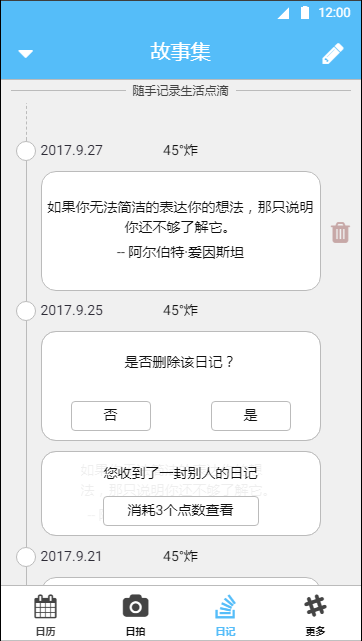 12:00
故事集
随手记录生活点滴
2017.9.27 45°炸
如果你无法简洁的表达你的想法，那只说明
你还不够了解它。
-- 阿尔伯特·爱因斯坦
2017.9.25 45°炸
是否删除该日记？
否 是
您收到了一封别人的日记
消耗3个点数查看
2017.9.21 45°炸
日历 日拍 日记 更多